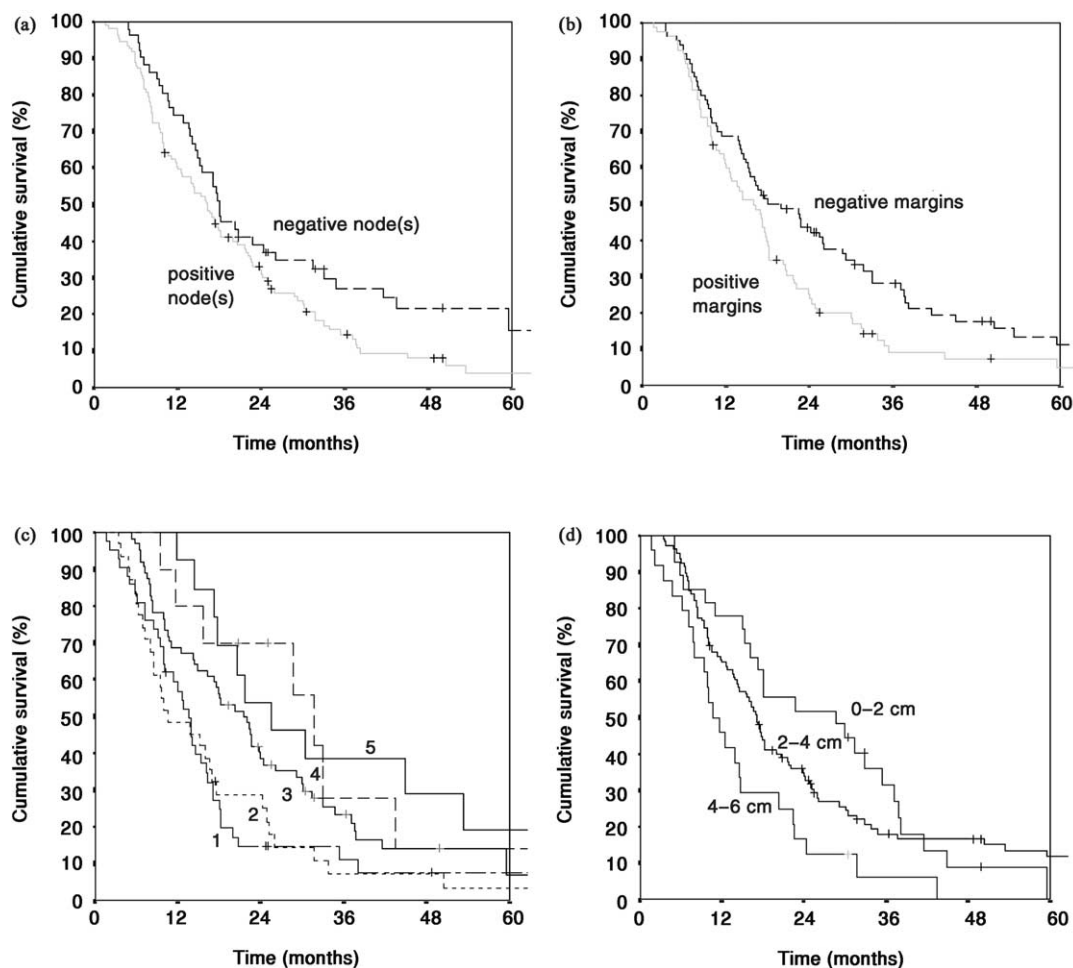 (a)
Cumulative survival (%)
100
90
80
70
60
50
40
30
20
10
0
negative node(s)
positive
node(s)
0 12 24 36 48 60
Time (months)
(b)
Cumulative survival (%)
100
90
80
70
60
50
40
30
20
10
0
negative margins
positive
margins
0 12 24 36 48 60
Time (months)
(c)
Cumulative survival (%)
100
90
80
70
60
50
40
30
20
10
0
5
4
3
2
1
0 12 24 36 48 60
Time (months)
(d)
Cumulative survival (%)
100
90
80
70
60
50
40
30
20
10
0
0–2 cm
2–4 cm
4–6 cm
0 12 24 36 48 60
Time (months)